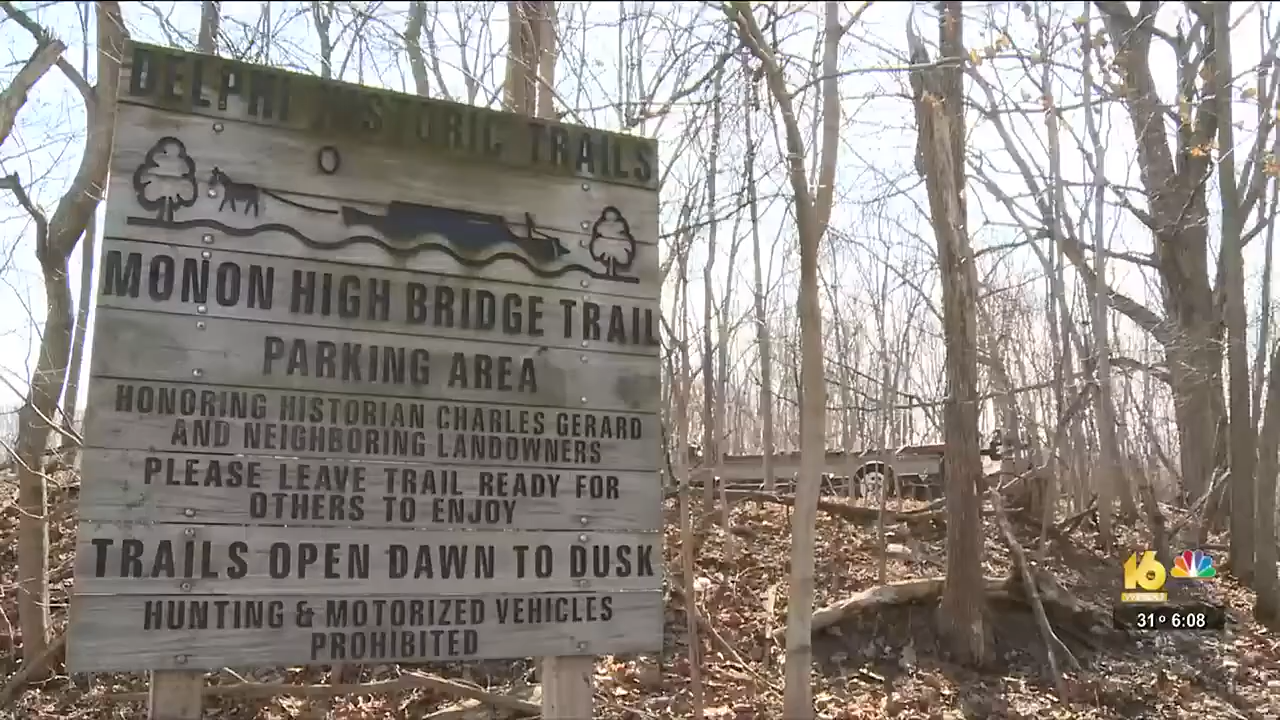 DELPHI HISTORIC TRAILS
MONON HIGH BRIDGE TRAIL
PARKING AREA
HONORING HISTORIAN CHARLES GERARD
AND NEIGHBORING LANDOWNERS
PLEASE LEAVE TRAIL READY FOR
OTHERS TO ENJOY
TRAILS OPEN DAWN TO DUSK
HUNTING & MOTORIZED VEHICLES
PROHIBITED
16
31° 6:08